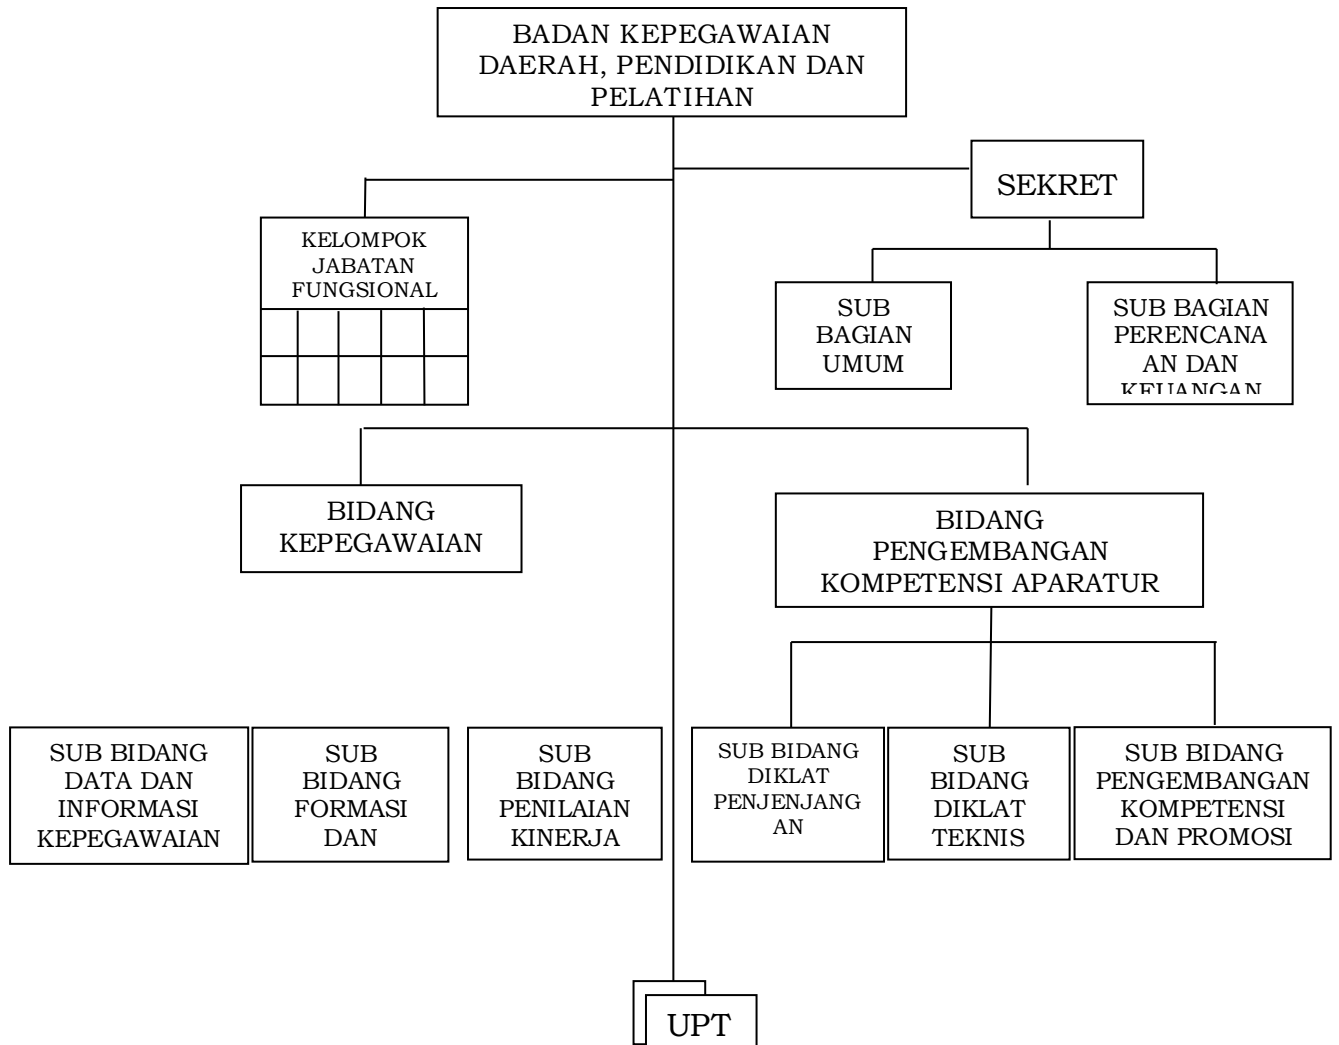 BADAN KEPEGAWAIAN
DAERAH, PENDIDIKAN DAN
PELATIHAN
SEKRET
KELOMPOK
JABATAN
FUNGSIONAL
SUB
BAGIAN
UMUM
SUB BAGIAN
PERENCANA
AN DAN
KEUANGAN
BIDANG
KEPEGAWAIAN
BIDANG
PENGEMBANGAN
KOMPETENSI APARATUR
SUB BIDANG
DATA DAN
INFORMASI
KEPEGAWAIAN
SUB
BIDANG
FORMASI
DAN
SUB
BIDANG
PENILAIAN
KINERJA
SUB BIDANG
DIKLAT
PENJENJANG
AN
SUB
BIDANG
DIKLAT
TEKNIS
SUB BIDANG
PENGEMBANGAN
KOMPETENSI
DAN PROMOSI
UPT